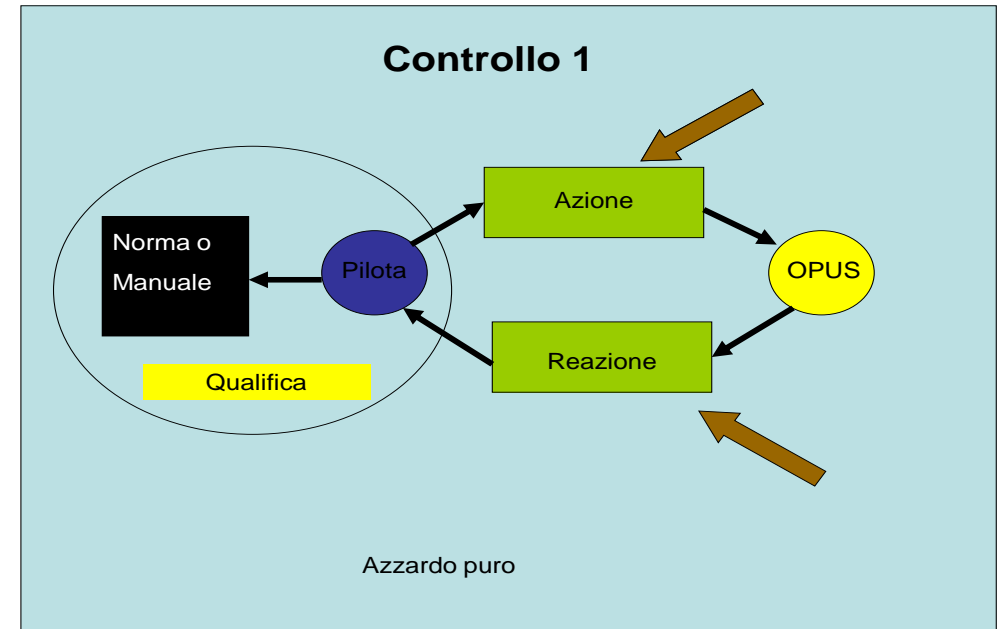 Controllo 1
Azione
Norma o
Manuale
Pilota
OPUS
Reazione
Qualifica
Azzardo puro